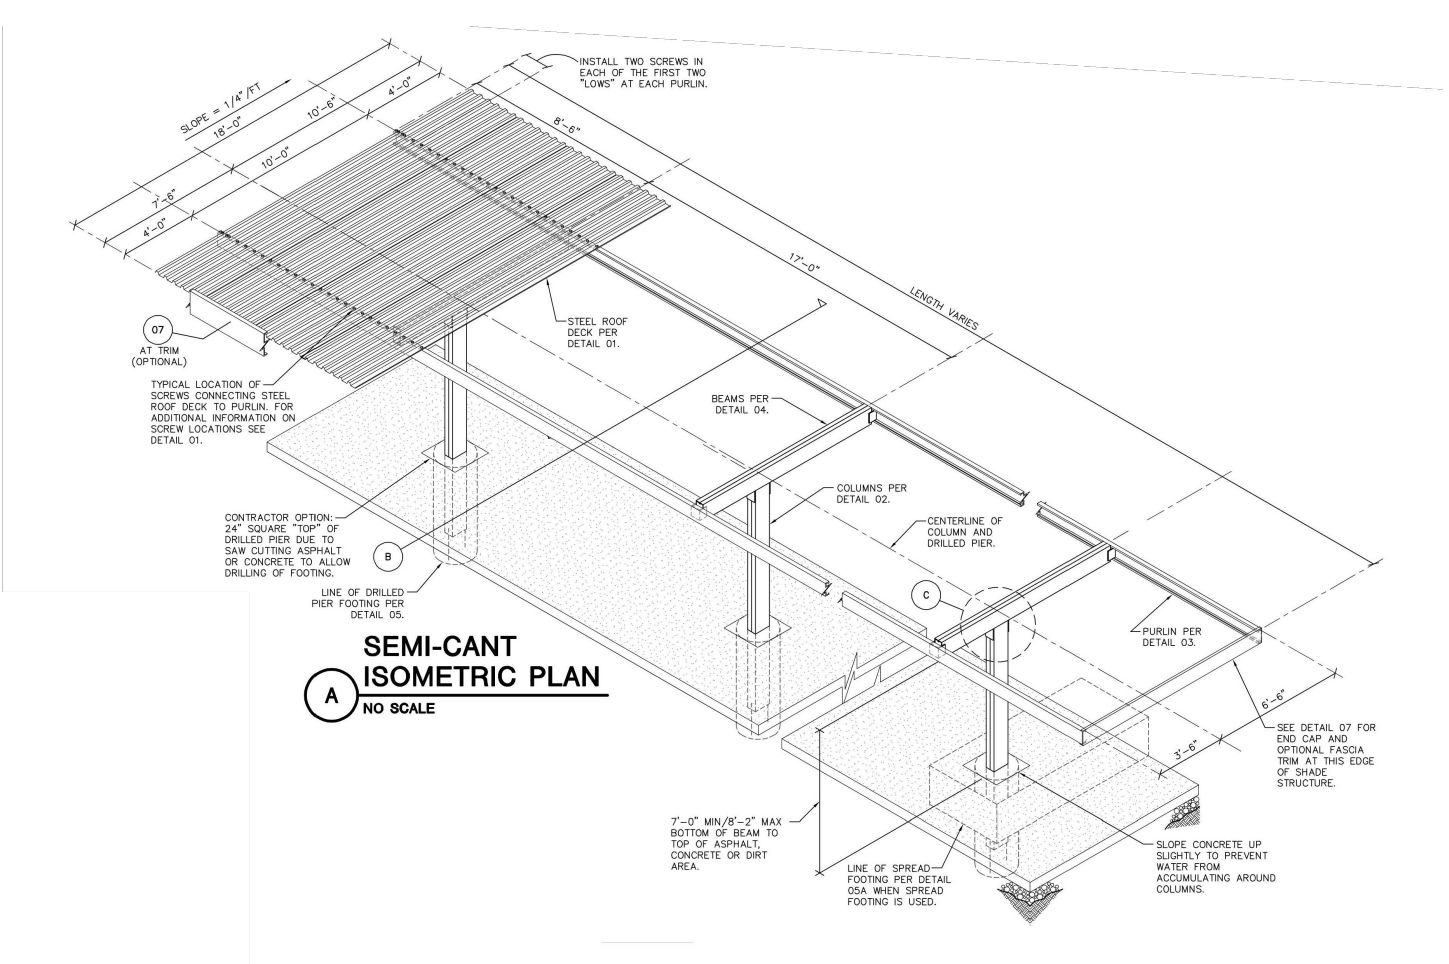 INSTALL TWO SCREWS IN
EACH OF THE FIRST TWO
"LOWS" AT EACH PURLIN.
SLOPE = 1/4"/FT
18'-0"
10'-6"
4'-0"
10'-0"
7'-6"
4'-0"
8'-6"
17'-0"
LENGTH VARIES
07
AT TRIM
(OPTIONAL)
STEEL ROOF
DECK PER
DETAIL 01.
TYPICAL LOCATION OF
SCREWS CONNECTING STEEL
ROOF DECK TO PURLIN. FOR
ADDITIONAL INFORMATION ON
SCREW LOCATIONS SEE
DETAIL 01.
BEAMS PER
DETAIL 04.
COLUMNS PER
DETAIL 02.
CENTERLINE OF
COLUMN AND
DRILLED PIER.
CONTRACTOR OPTION:
24" SQUARE "TOP" OF
DRILLED PIER DUE TO
SAW CUTTING ASPHALT
OR CONCRETE TO ALLOW
DRILLING OF FOOTING.
B
LINE OF DRILLED
PIER FOOTING PER
DETAIL 05.
C
PURLIN PER
DETAIL 03.
SEMI-CANT
ISOMETRIC PLAN
A
NO SCALE
6'-6"
3'-6"
SEE DETAIL 07 FOR
END CAP AND
OPTIONAL FASCIA
TRIM AT THIS EDGE
OF SHADE
STRUCTURE.
7'-0" MIN/8'-2" MAX
BOTTOM OF BEAM TO
TOP OF ASPHALT,
CONCRETE OR DIRT
AREA.
LINE OF SPREAD
FOOTING PER DETAIL
05A WHEN SPREAD
FOOTING IS USED.
SLOPE CONCRETE UP
SLIGHTLY TO PREVENT
WATER FROM
ACCUMULATING AROUND
COLUMNS.